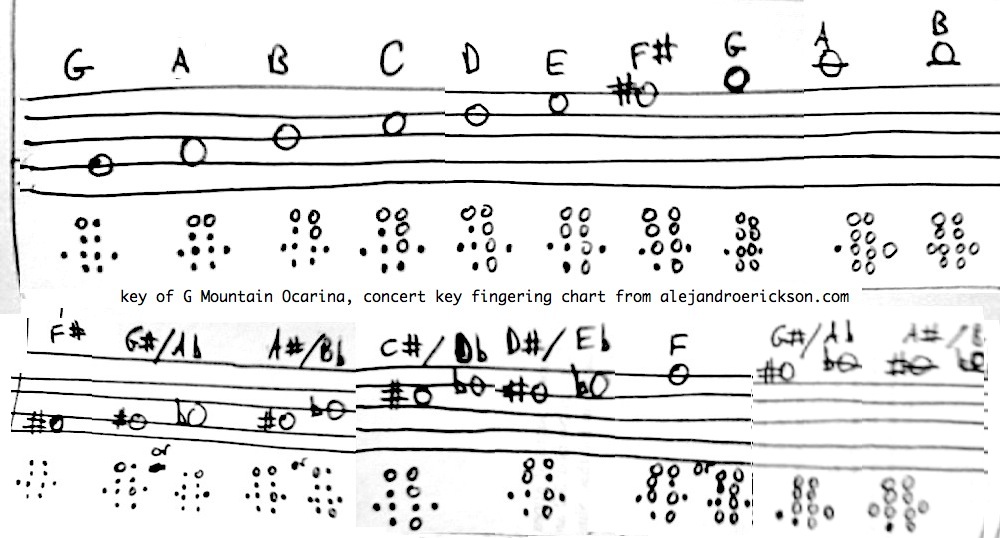 G A B C D E F# G A B
key of G Mountain Ocarina, concert key fingering chart from alejandroerickson.com
F# G#/Ab A#/Bb C#/Db D#/Eb F G#/Ab A#/B
# # b # b # b # b # b # b
or or or